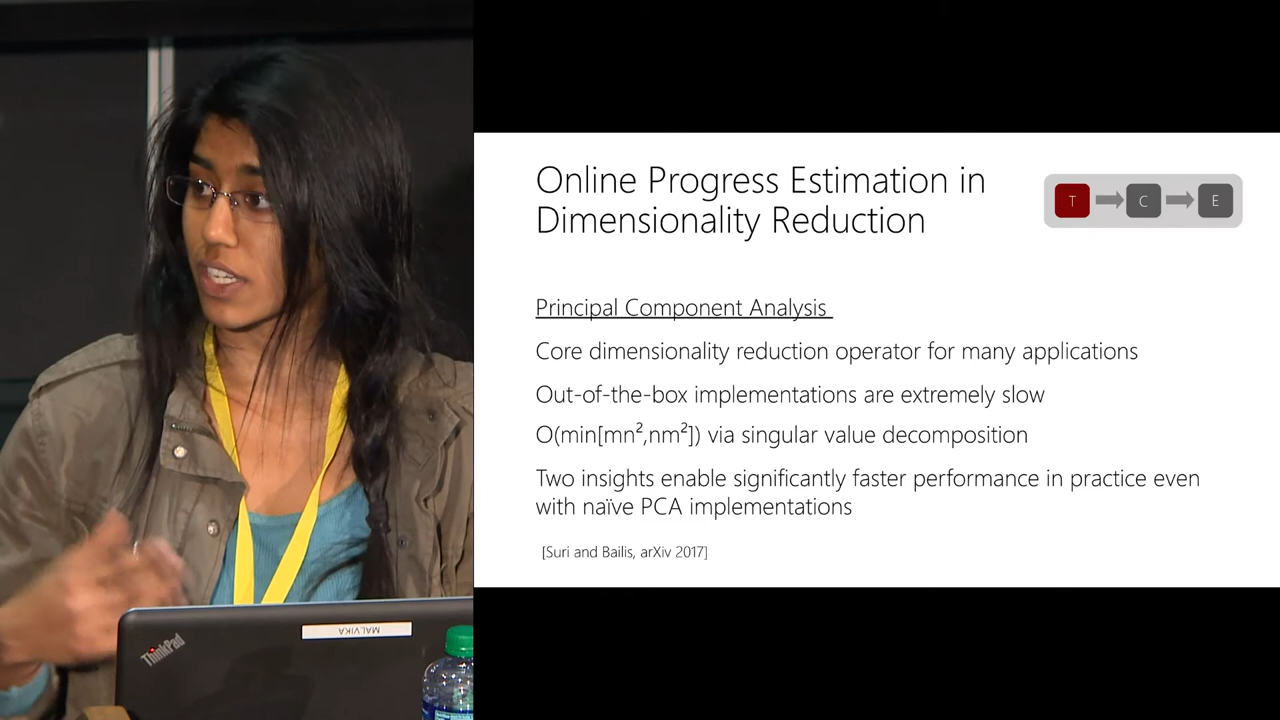 Online Progress Estimation in
Dimensionality Reduction
T
C
E
Principal Component Analysis
Core dimensionality reduction operator for many applications
Out-of-the-box implementations are extremely slow
O(min[mn²,nm²]) via singular value decomposition
Two insights enable significantly faster performance in practice even
with naïve PCA implementations
[Suri and Bailis, arXiv 2017]
ThinkPad
MALVIKA